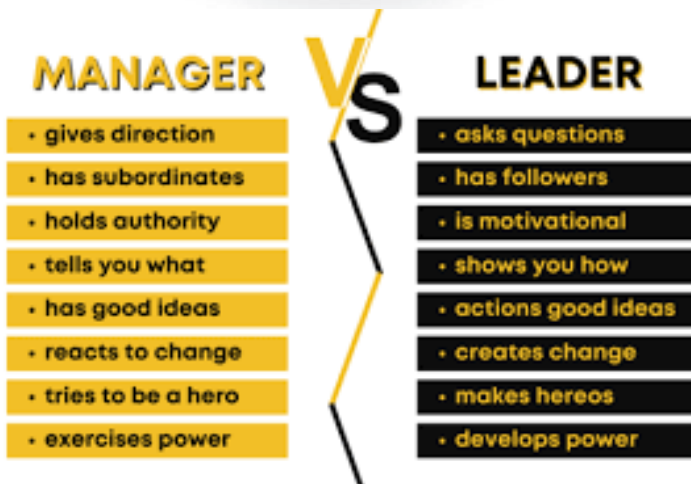 MANAGER
VS
LEADER
• gives direction
• has subordinates
• holds authority
• tells you what
• has good ideas
• reacts to change
• tries to be a hero
• exercises power
• asks questions
• has followers
• is motivational
• shows you how
• actions good ideas
• creates change
• makes hereos
• develops power